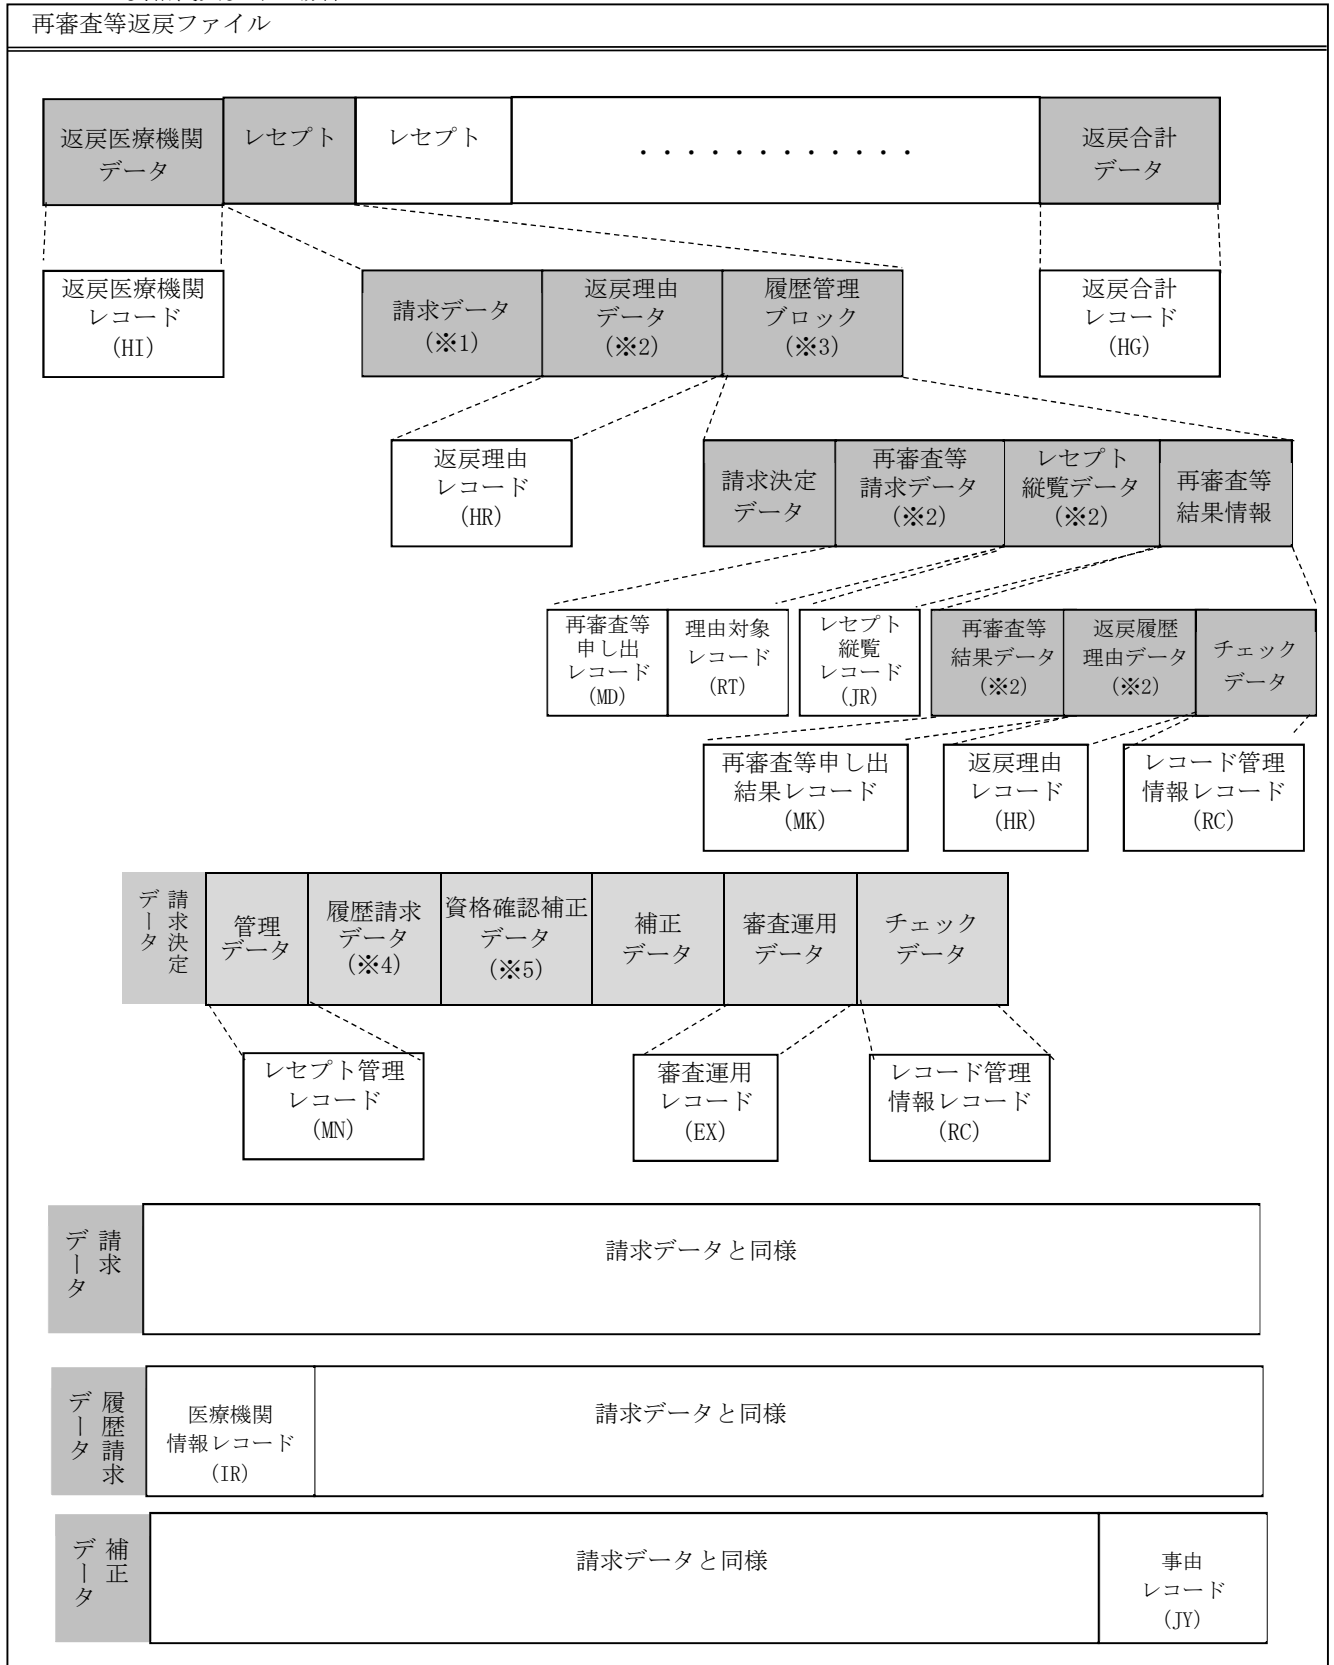 再審査等返戻ファイル
返戻医療機関
データ
レセプト
レセプト
・・・・・・・・・・・・
返戻合計
データ
返戻医療機関
レコード
(HI)
請求データ
(※1)
返戻理由
データ
(※2)
履歴管理
ブロック
(※3)
返戻合計
レコード
(HG)
返戻理由
レコード
(HR)
請求決定
データ
再審査等
請求データ
(※2)
レセプト
縦覧データ
(※2)
再審査等
結果情報
再審査等
申し出
レコード
(MD)
理由対象
レコード
(RT)
レセプト
縦覧
レコード
(JR)
再審査等
結果データ
(※2)
返戻履歴
理由データ
(※2)
チェック
データ
再審査等申し出
結果レコード
(MK)
返戻理由
レコード
(HR)
レコード管理
情報レコード
(RC)
請求決定
データ
管理
データ
履歴請求
データ
(※4)
資格確認補正
データ
(※5)
補正
データ
審査運用
データ
チェック
データ
レセプト管理
レコード
(MN)
審査運用
レコード
(EX)
レコード管理
情報レコード
(RC)
請求
データ
請求データと同様
履歴請求
データ
医療機関
情報レコード
(IR)
請求データと同様
補正
データ
請求データと同様
事由
レコード
(JY)